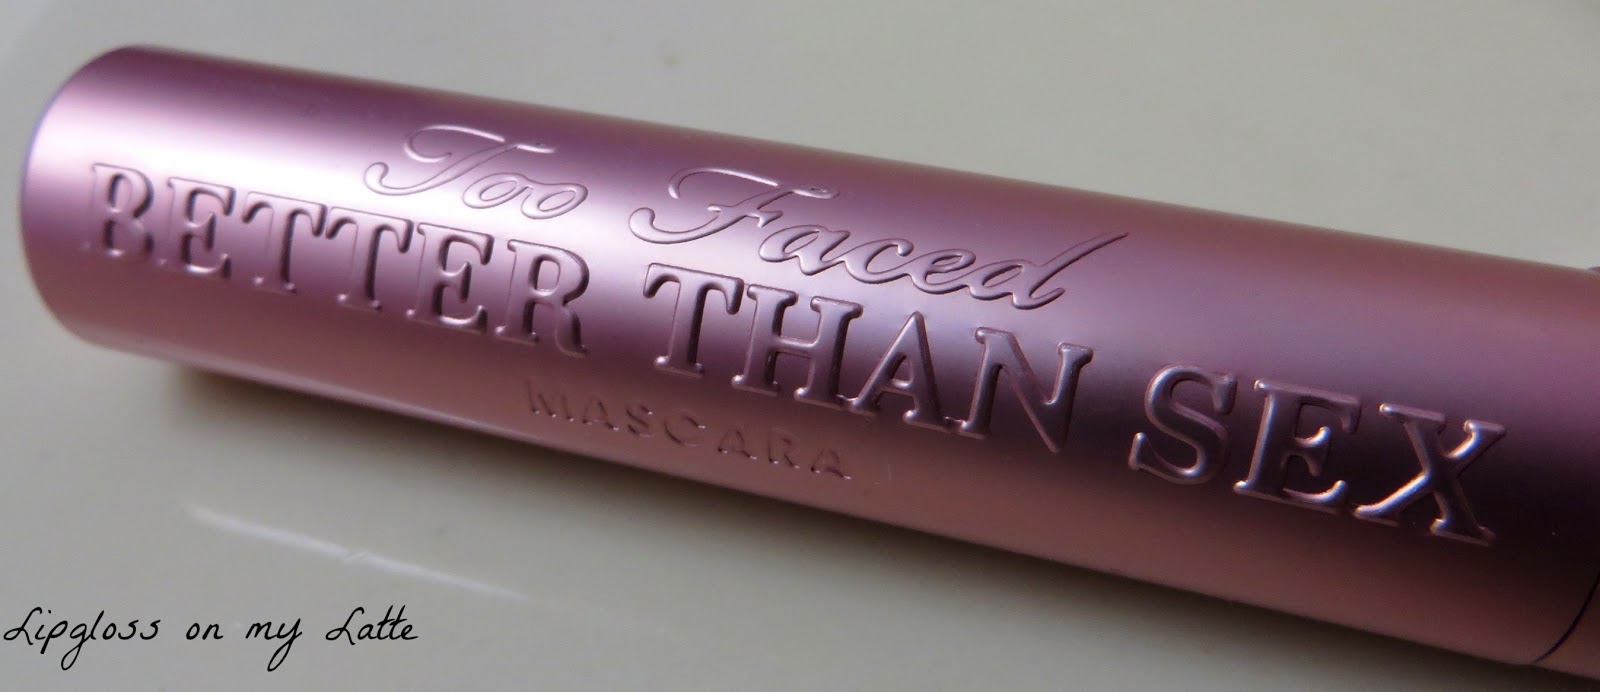 Too Faced
BETTER THAN SEX
MASCARA
Lipgloss on my Latte